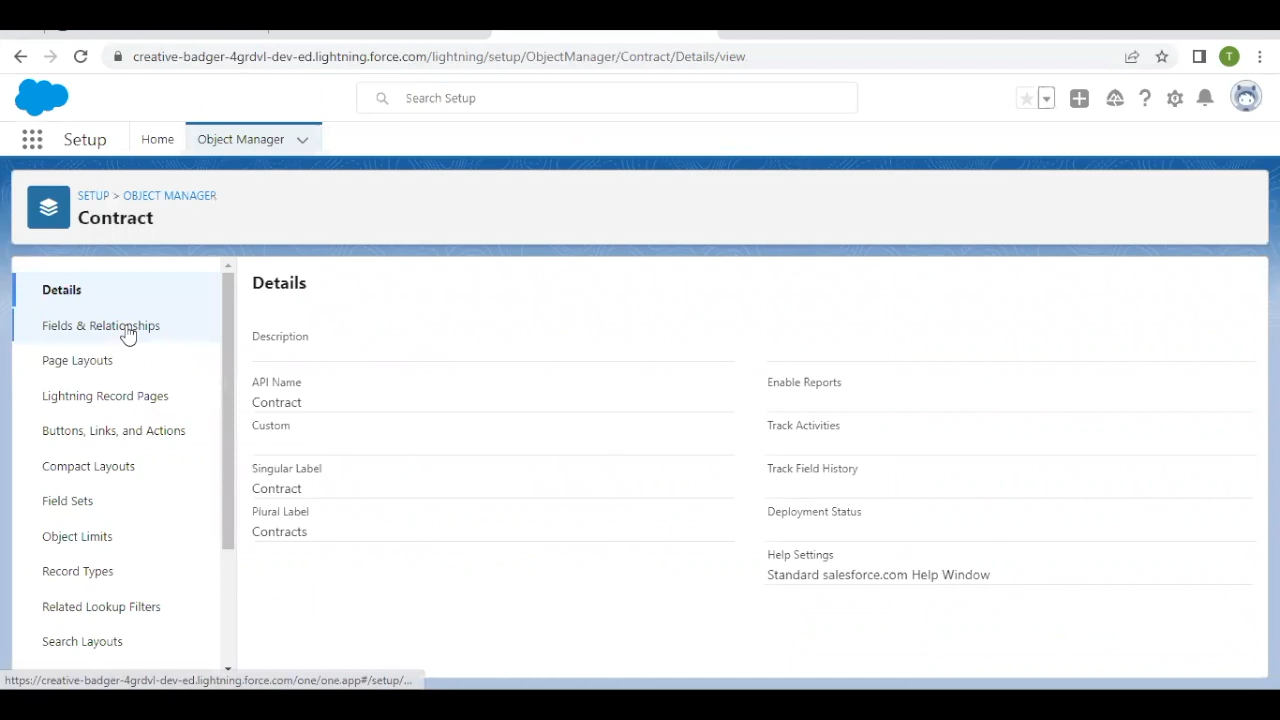 creative-badger-4grdvl-dev-ed.lightning.force.com/lightning/setup/ObjectManager/Contract/Details/view
T
Search Setup
Setup
Home
Object Manager
SETUP > OBJECT MANAGER
Contract
Details
Fields & Relationships
Page Layouts
Lightning Record Pages
Buttons, Links, and Actions
Compact Layouts
Field Sets
Object Limits
Record Types
Related Lookup Filters
Search Layouts
Details
Description
API Name
Contract
Custom
Singular Label
Contract
Plural Label
Contracts
Enable Reports
Track Activities
Track Field History
Deployment Status
Help Settings
Standard salesforce.com Help Window
https://creative-badger-4grdvl-dev-ed.lightning.force.com/one/one.app#/setup/...